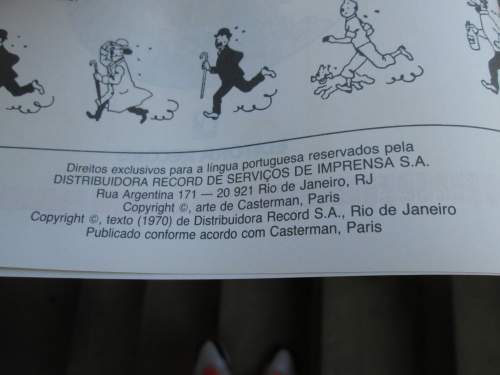 Direitos exclusivos para a língua portuguesa reservados pela
DISTRIBUIDORA RECORD DE SERVIÇOS DE IMPRENSA S.A.
Rua Argentina 171 — 20 921 Rio de Janeiro, RJ
Copyright ©, arte de Casterman, Paris
Copyright ©, texto (1970) de Distribuidora Record S.A., Rio de Janeiro
Publicado conforme acordo com Casterman, Paris